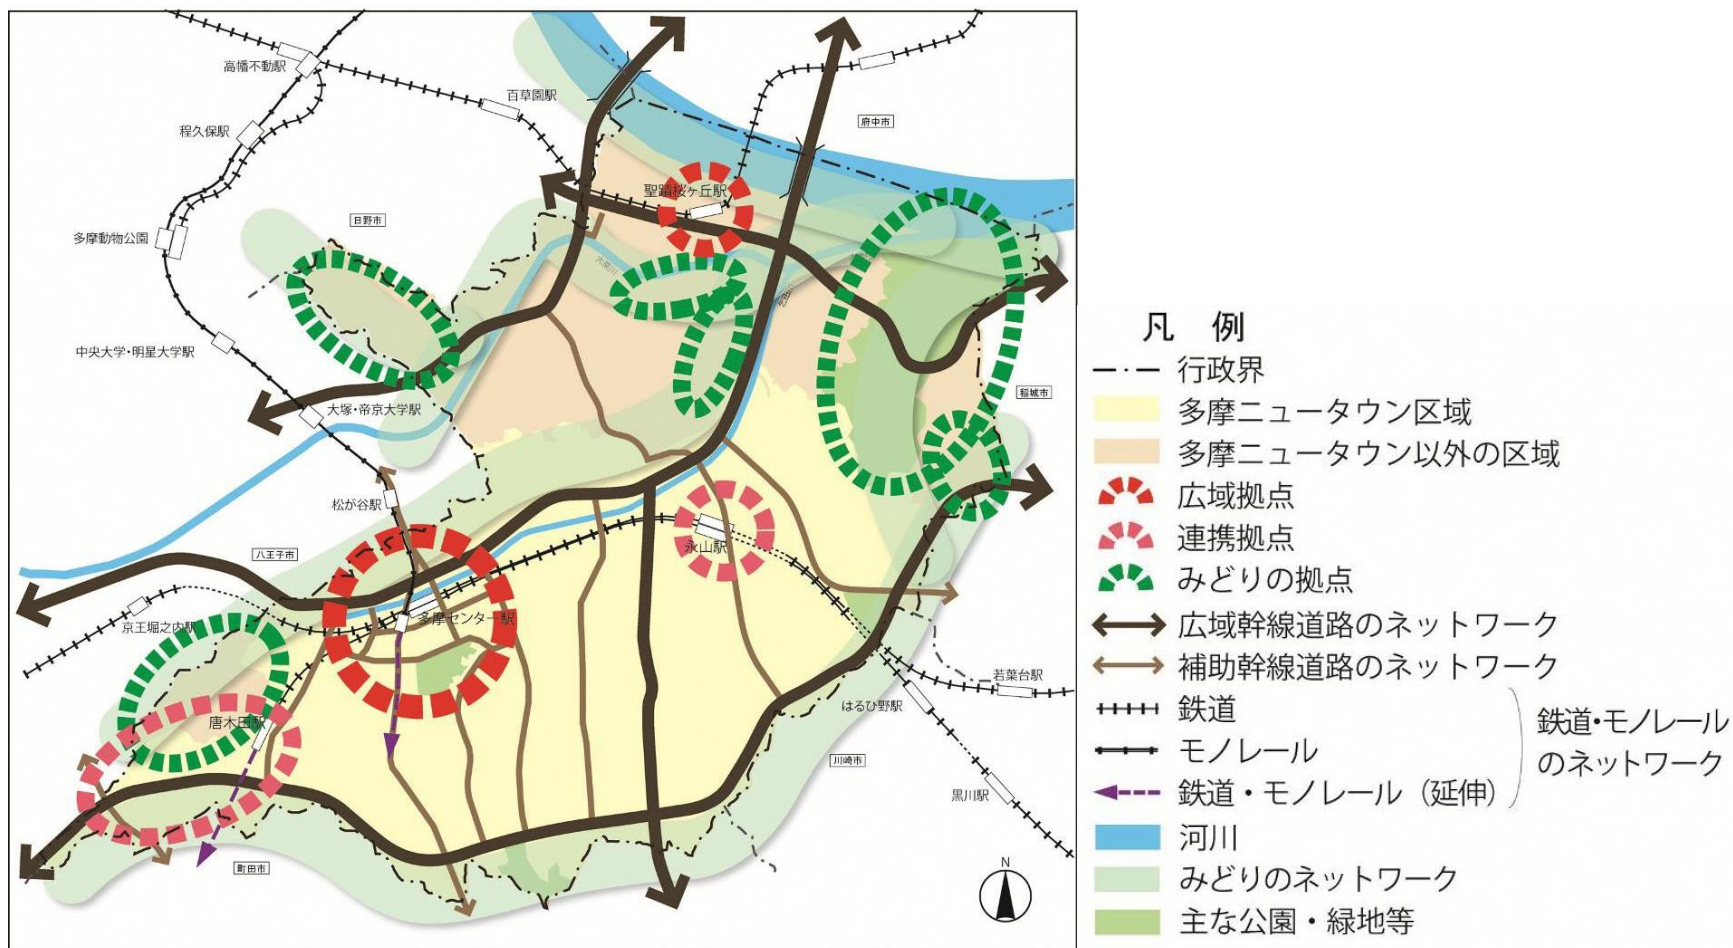 高幡不動駅
百草園駅
程久保駅
府中市
聖蹟桜ヶ丘駅
日野市
多摩動物公園
大栗川
乞田川
中央大学・明星大学駅
稲城市
大塚・帝京大学駅
松が谷駅
永山駅
八王子市
多摩センター駅
京王堀之内駅
若葉台駅
はるひ野駅
唐木田駅
川崎市
黒川駅
町田市
N
凡 例
行政界
多摩ニュータウン区域
多摩ニュータウン以外の区域
広域拠点
連携拠点
みどりの拠点
広域幹線道路のネットワーク
補助幹線道路のネットワーク
鉄道
モノレール
鉄道・モノレール（延伸）
鉄道・モノレール
のネットワーク
河川
みどりのネットワーク
主な公園・緑地等